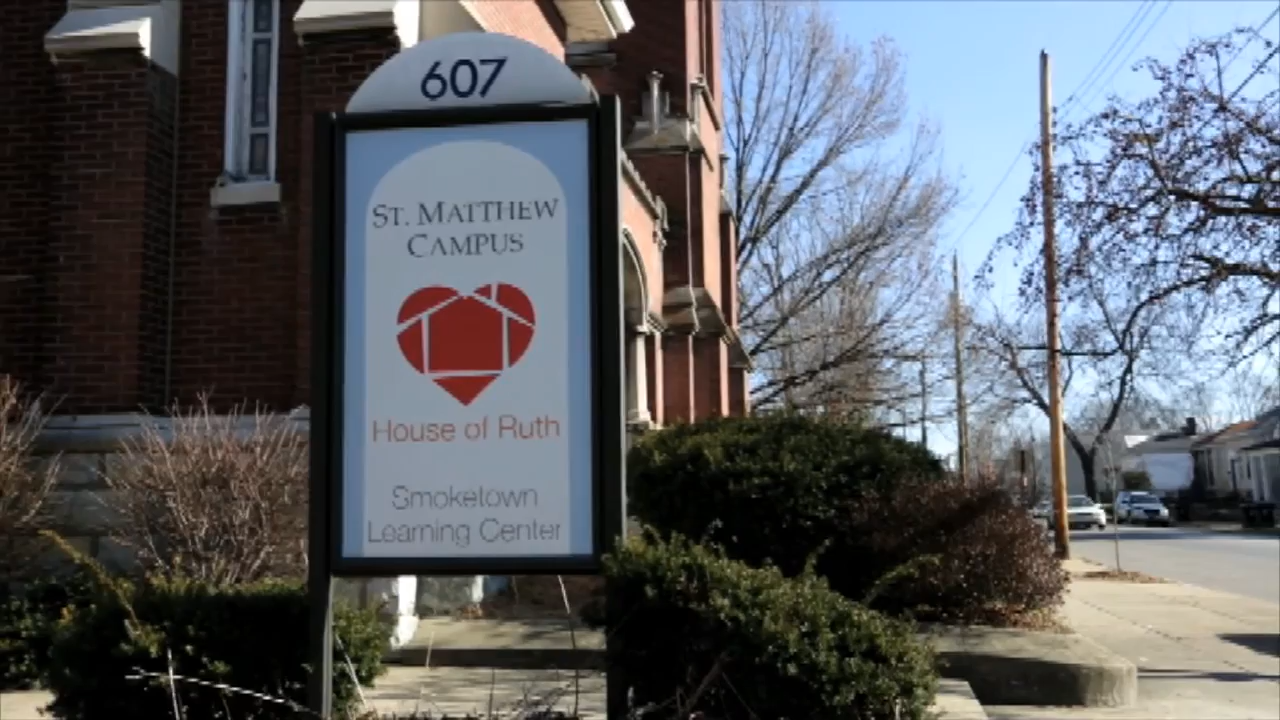 607
St. Matthew
Campus
House of Ruth
Smoketown
Learning Center